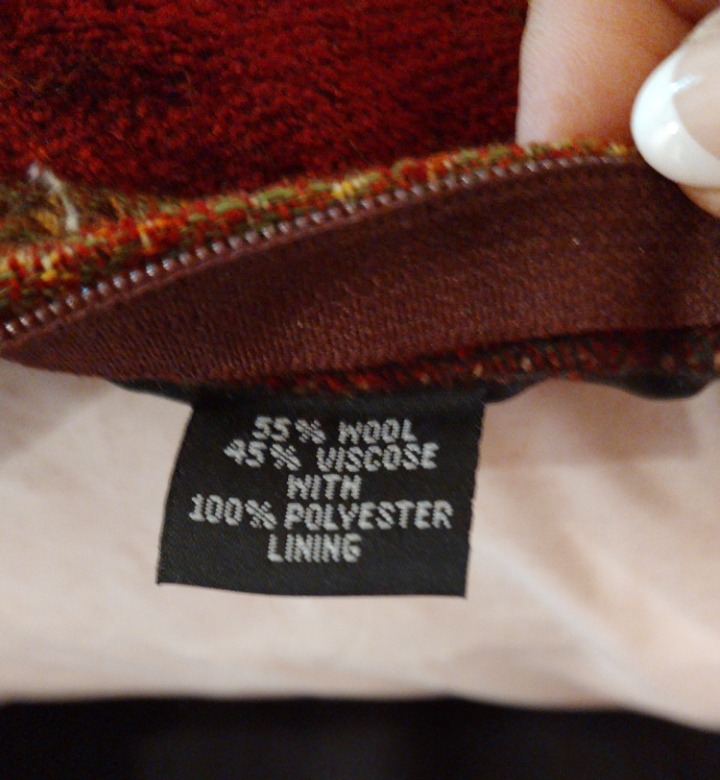 55% WOOL
45% VISCOSE
WITH
100% POLYESTER
LINING